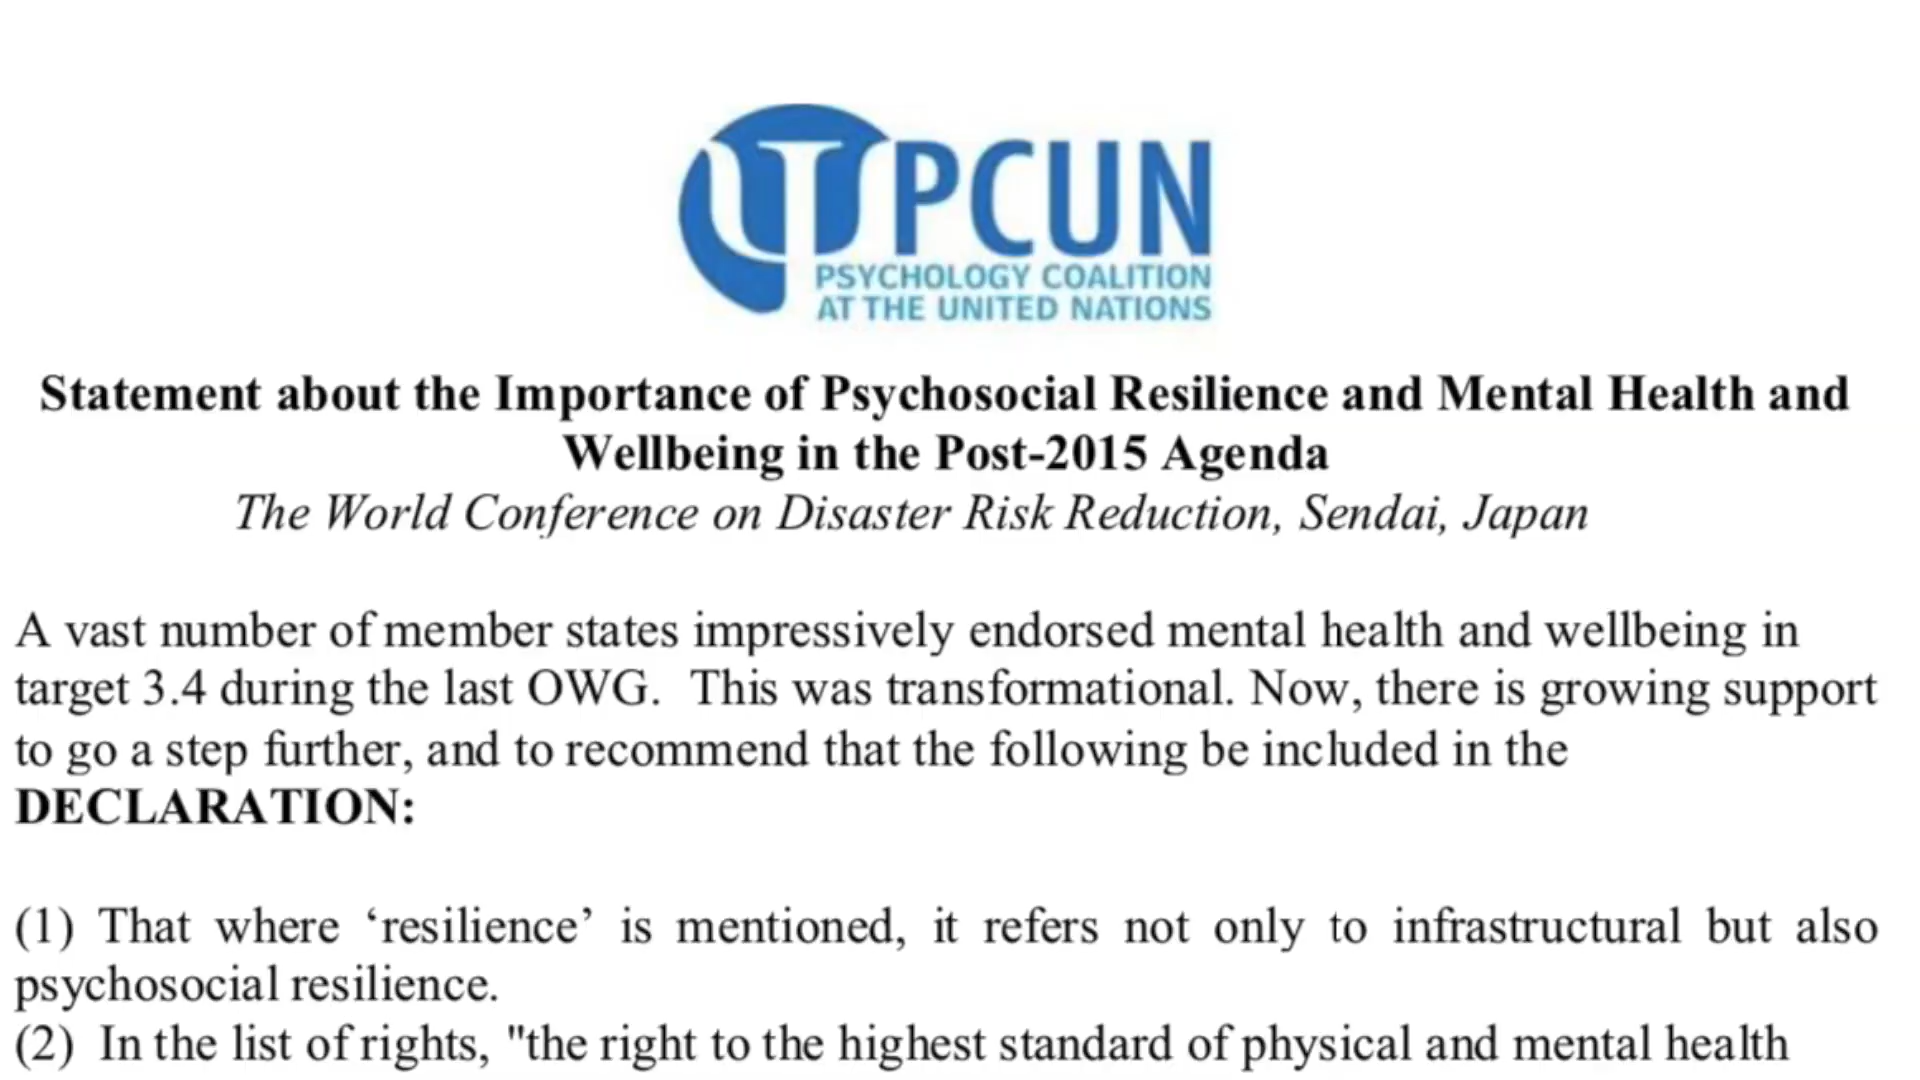 ΨPCUN
PSYCHOLOGY COALITION
AT THE UNITED NATIONS
Statement about the Importance of Psychosocial Resilience and Mental Health and
Wellbeing in the Post-2015 Agenda
The World Conference on Disaster Risk Reduction, Sendai, Japan
A vast number of member states impressively endorsed mental health and wellbeing in
target 3.4 during the last OWG.  This was transformational. Now, there is growing support
to go a step further, and to recommend that the following be included in the
DECLARATION:
(1) That where ‘resilience’ is mentioned, it refers not only to infrastructural but also
psychosocial resilience.
(2)  In the list of rights, "the right to the highest standard of physical and mental health